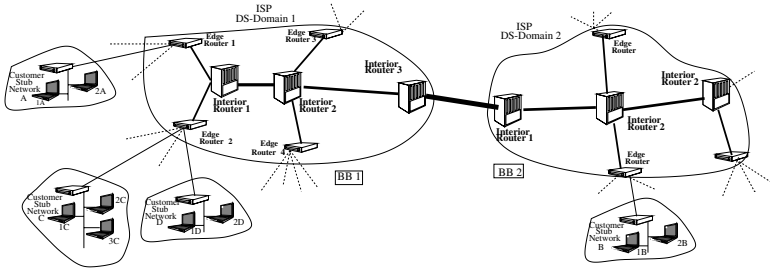 ISP
DS-Domain 1
Edge
Router 1
Edge
Router 3
Interior
Router 3
Interior
Router 1
Interior
Router 2
Edge
Router 2
Edge
Router 4
BB 1
Customer
Stub
Network
A
1A
2A
Customer
Stub
Network
C
1C
2C
3C
Customer
Stub
Network
D
1D
2D
ISP
DS-Domain 2
Edge
Router
Interior
Router 2
Interior
Router 1
Interior
Router 2
Edge
Router
BB 2
Customer
Stub
Network
B
1B
2B